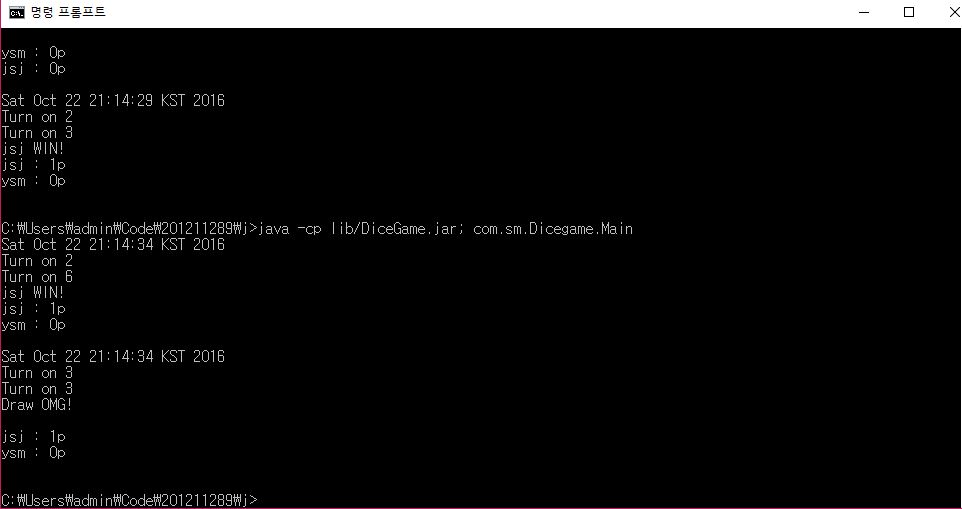 명령 프롬프트
ysm : 0p
jsj : 0p
Sat Oct 22 21:14:29 KST 2016
Turn on 2
Turn on 3
jsj WIN!
jsj : 1p
ysm : 0p
C:₩Users₩admin₩Code₩201211289₩j>java -cp lib/DiceGame.jar; com.sm.Dicegame.Main
Sat Oct 22 21:14:34 KST 2016
Turn on 2
Turn on 6
jsj WIN!
jsj : 1p
ysm : 0p
Sat Oct 22 21:14:34 KST 2016
Turn on 3
Turn on 3
Draw OMG!
jsj : 1p
ysm : 0p
C:₩Users₩admin₩Code₩201211289₩j>